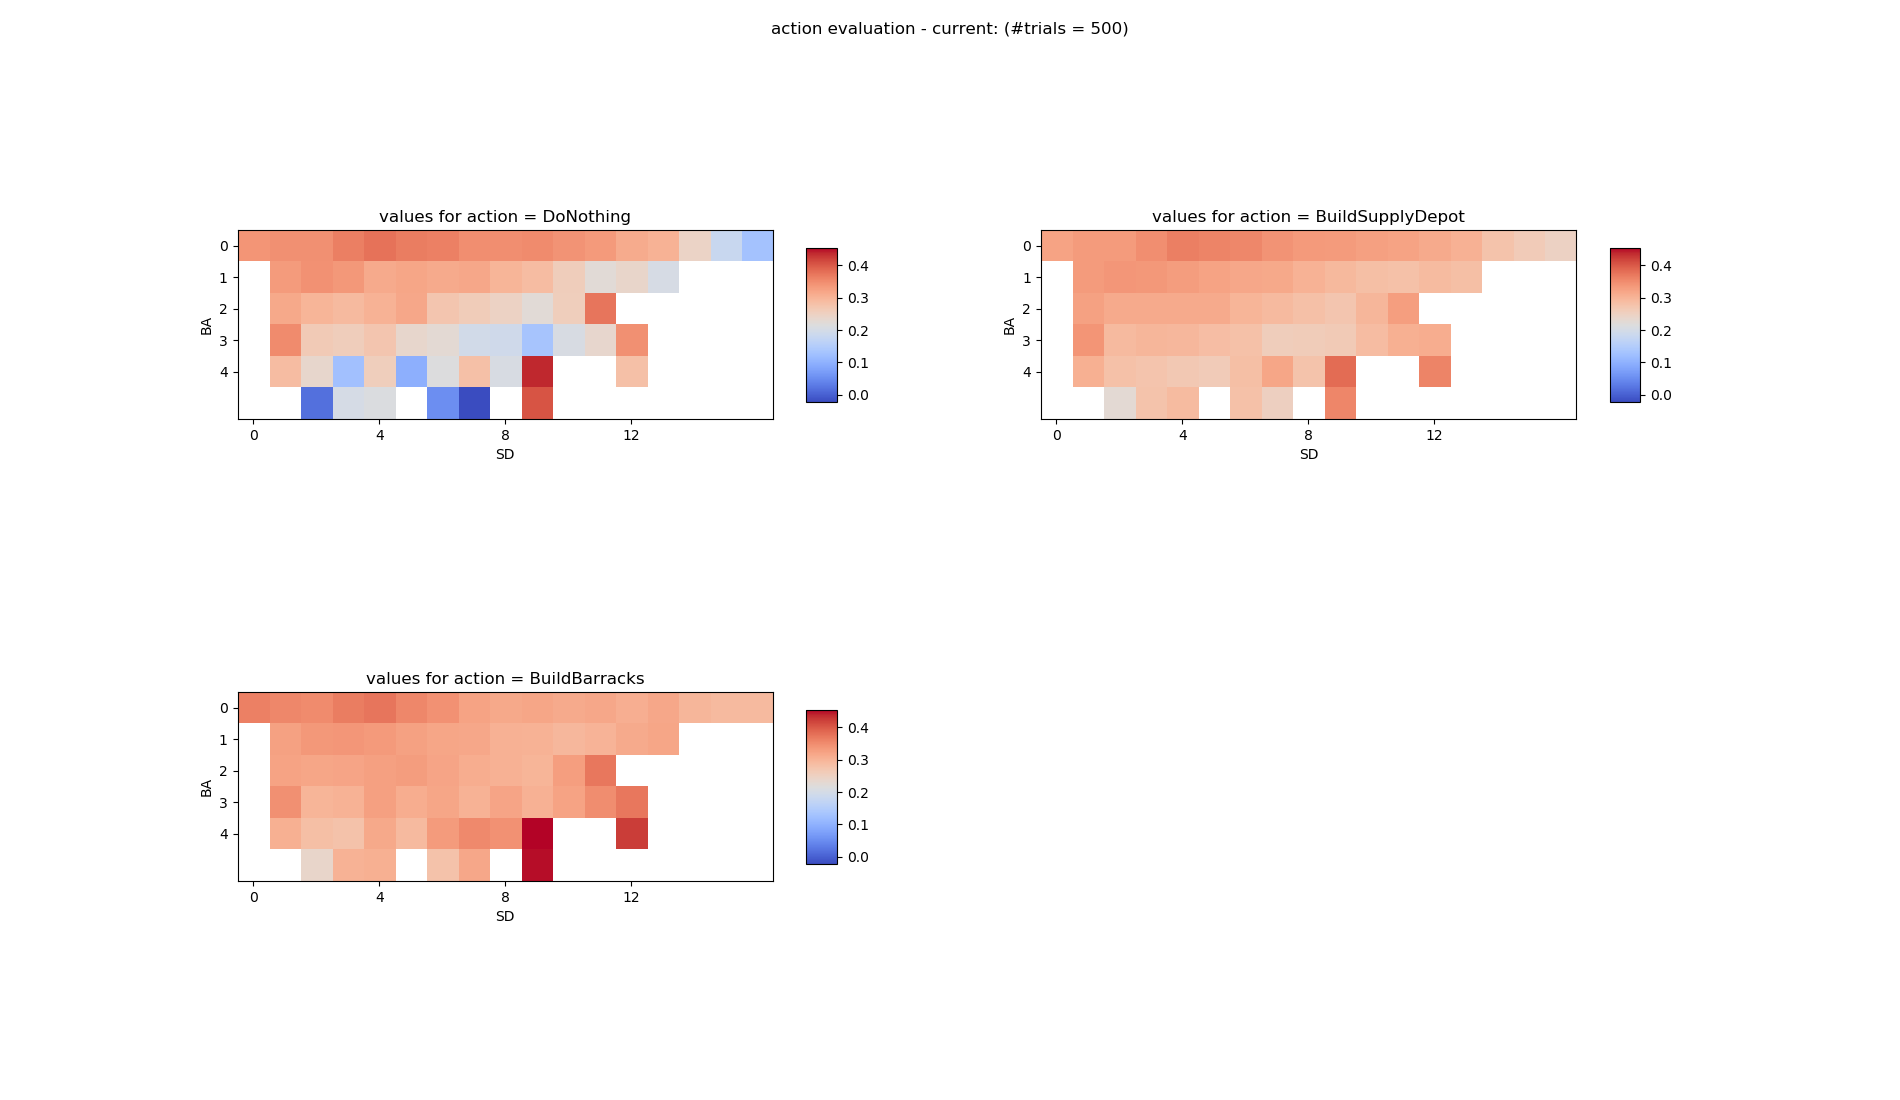 action evaluation - current: (#trials = 500)
values for action = DoNothing
0
1
2
3
4
BA
0 4 8 12
SD
0.4
0.3
0.2
0.1
0.0
values for action = BuildSupplyDepot
0
1
2
3
4
BA
0 4 8 12
SD
0.4
0.3
0.2
0.1
0.0
values for action = BuildBarracks
0
1
2
3
4
BA
0 4 8 12
SD
0.4
0.3
0.2
0.1
0.0